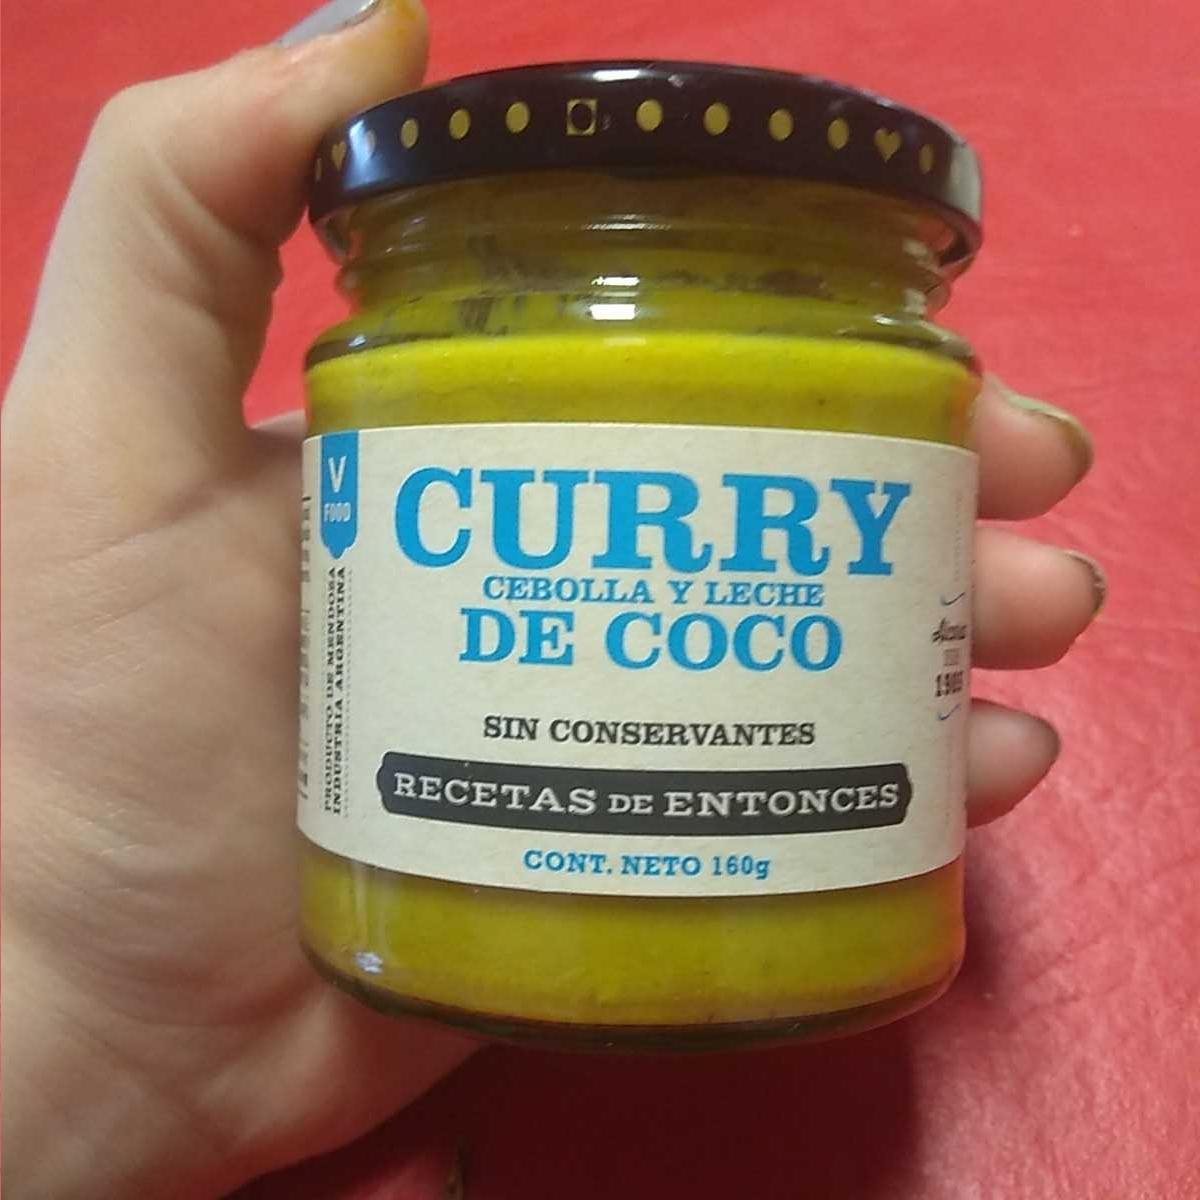 V
FOOD
PRODUCTO DE MENDOZA
INDUSTRIA ARGENTINA
CURRY
CEBOLLA Y LECHE
DE COCO
SIN CONSERVANTES
RECETAS DE ENTONCES
CONT. NETO 160g